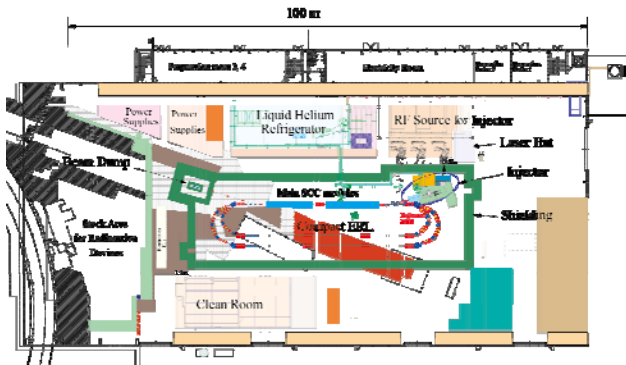 100 m
Preparation room 3, 4
Electricity Room
Power
Supplies
Power
Supplies
Liquid Helium
Refrigerator
RF Source for Injector
Laser Hut
Beam Dump
Main SCC modules
Injector
Stock Area
for Radioactive
Devices
Compact ERL
Shielding
Clean Room